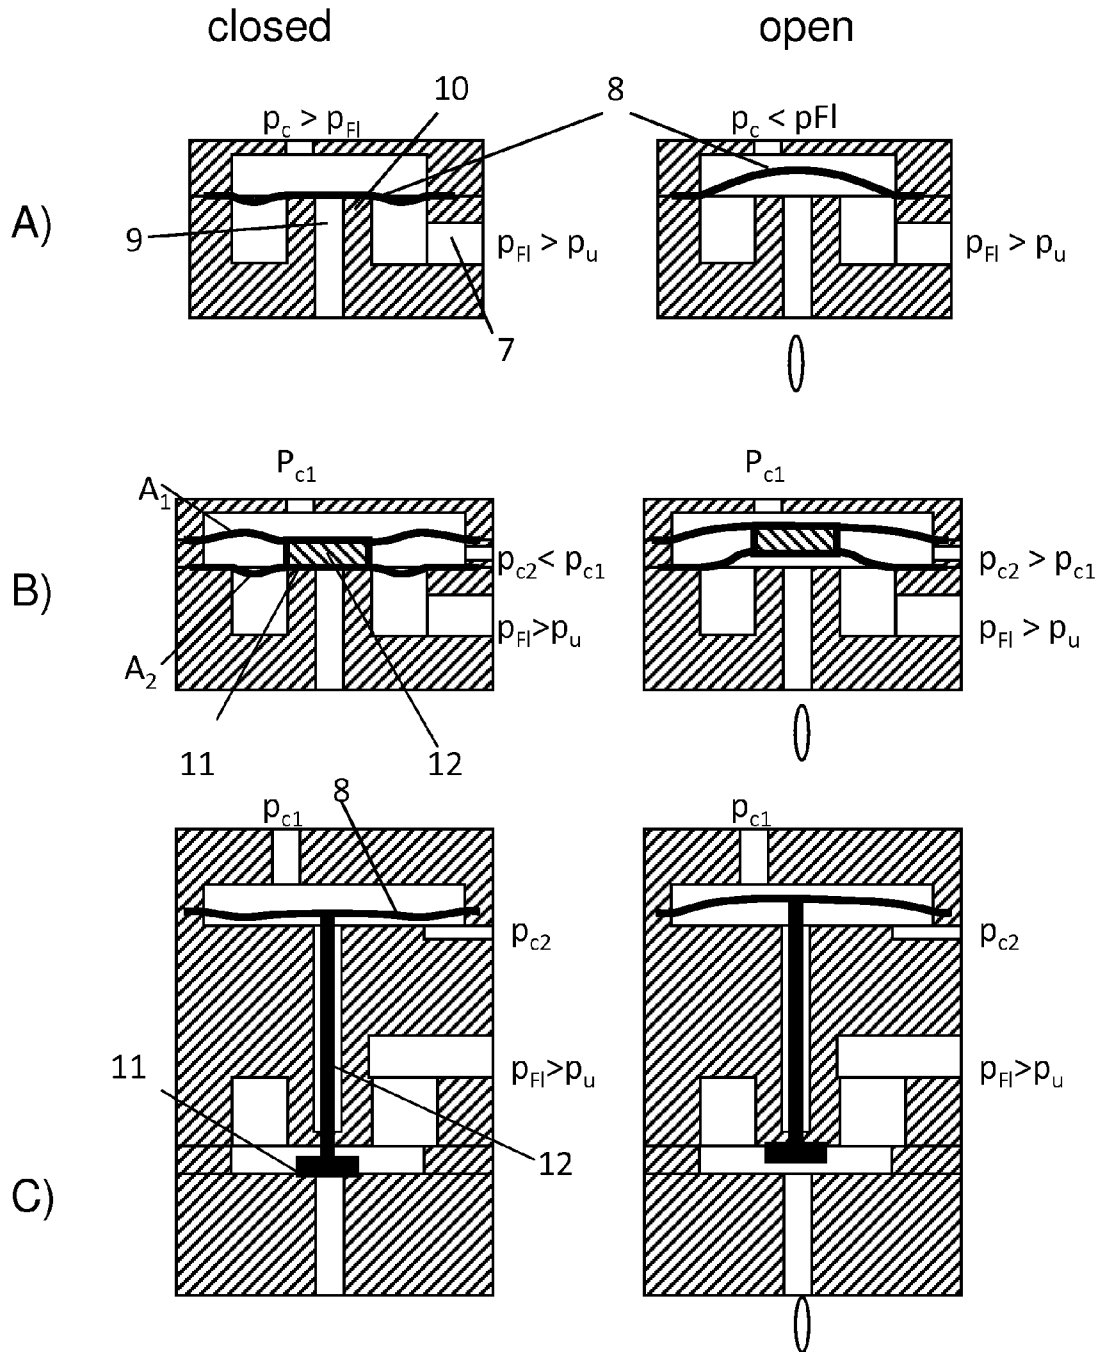 closed open
10 8
p_c > p_Fl p_c < pFl
8
A)
9 p_Fl > p_u p_Fl > p_u
7
P_c1 P_c1
A_1
p_c2 < p_c1 p_c2 > p_c1
B)
p_Fl>p_u p_Fl > p_u
A_2
11 12
8
p_c1 p_c1
p_c2 p_c2
11 p_Fl>p_u p_Fl>p_u
12
C)